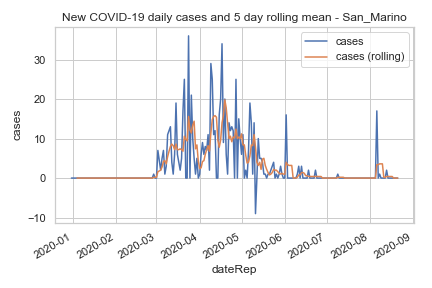 New COVID-19 daily cases and 5 day rolling mean - San_Marino
cases
cases (rolling)
cases
30
20
10
0
−10
2020-01
2020-02
2020-03
2020-04
2020-05
2020-06
2020-07
2020-08
2020-09
dateRep